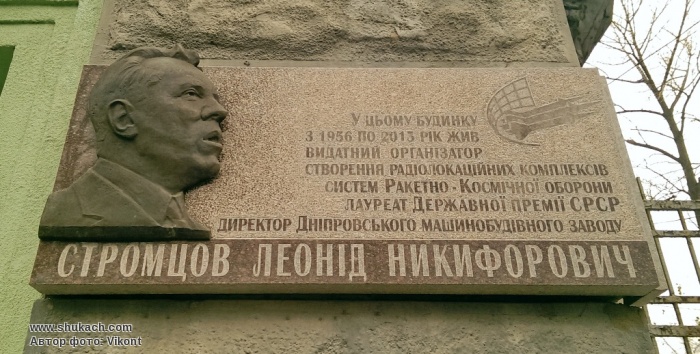 У цьому будинку
з 1956 по 2013 рік жив
видатний організатор
створення радіолокаційних комплексів
систем Ракетно-Космічної оборони
лауреат Державної премії СРСР
директор Дніпровського машинобудівного заводу
СТРОМЦОВ ЛЕОНІД НИКИФОРОВИЧ
www.shukach.com
Автор фото: Vikont